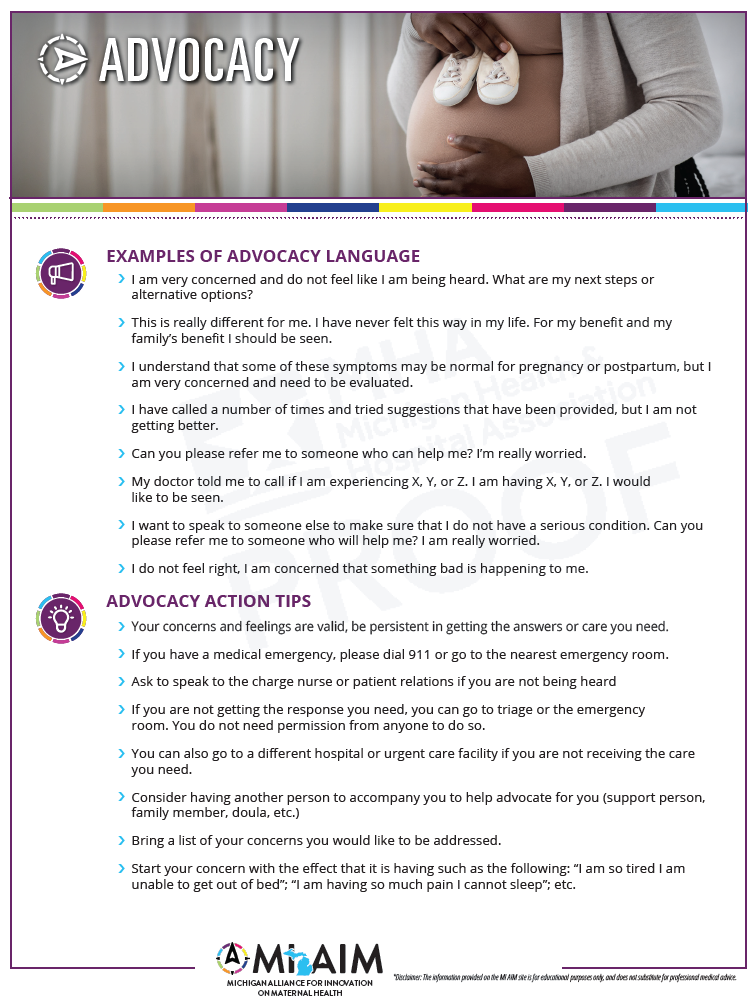 ADVOCACY
EXAMPLES OF ADVOCACY LANGUAGE
I am very concerned and do not feel like I am being heard. What are my next steps or
alternative options?
This is really different for me. I have never felt this way in my life. For my benefit and my
family’s benefit I should be seen.
I understand that some of these symptoms may be normal for pregnancy or postpartum, but I
am very concerned and need to be evaluated.
I have called a number of times and tried suggestions that have been provided, but I am not
getting better.
Can you please refer me to someone who can help me? I’m really worried.
My doctor told me to call if I am experiencing X, Y, or Z. I am having X, Y, or Z. I would
like to be seen.
I want to speak to someone else to make sure that I do not have a serious condition. Can you
please refer me to someone who will help me? I am really worried.
I do not feel right, I am concerned that something bad is happening to me.
MHA
Michigan Health &
Hospital Association
PROOF
ADVOCACY ACTION TIPS
Your concerns and feelings are valid, be persistent in getting the answers or care you need.
If you have a medical emergency, please dial 911 or go to the nearest emergency room.
Ask to speak to the charge nurse or patient relations if you are not being heard
If you are not getting the response you need, you can go to triage or the emergency
room. You do not need permission from anyone to do so.
You can also go to a different hospital or urgent care facility if you are not receiving the care
you need.
Consider having another person to accompany you to help advocate for you (support person,
family member, doula, etc.)
Bring a list of your concerns you would like to be addressed.
Start your concern with the effect that it is having such as the following: “I am so tired I am
unable to get out of bed”; “I am having so much pain I cannot sleep”; etc.
MI AIM
MICHIGAN ALLIANCE FOR INNOVATION
ON MATERNAL HEALTH
*Disclaimer: The information provided on the MI AIM site is for educational purposes only, and does not substitute for professional medical advice.